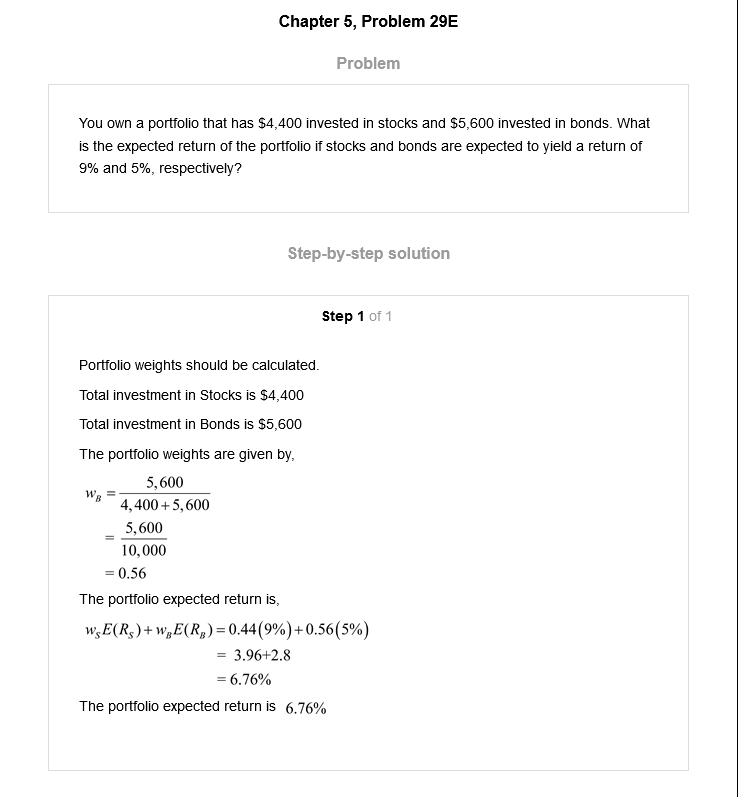 Chapter 5, Problem 29E
Problem
You own a portfolio that has $4,400 invested in stocks and $5,600 invested in bonds. What
is the expected return of the portfolio if stocks and bonds are expected to yield a return of
9% and 5%, respectively?
Step-by-step solution
Step 1 of 1
Portfolio weights should be calculated.
Total investment in Stocks is $4,400
Total investment in Bonds is $5,600
The portfolio weights are given by,
w_B = 5,600 / (4,400+5,600)
= 5,600 / 10,000
= 0.56
The portfolio expected return is,
w_S E(R_S) + w_B E(R_B) = 0.44(9%) + 0.56(5%)
= 3.96+2.8
= 6.76%
The portfolio expected return is 6.76%